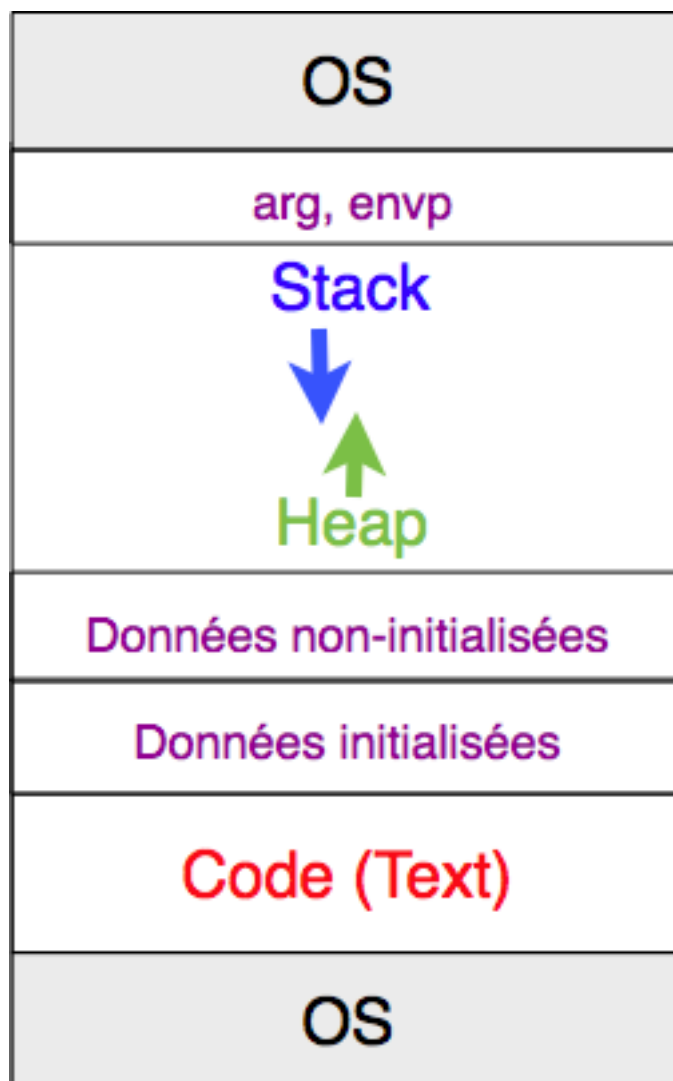 OS
arg, envp
Stack
Heap
Données non-initialisées
Données initialisées
Code (Text)
OS